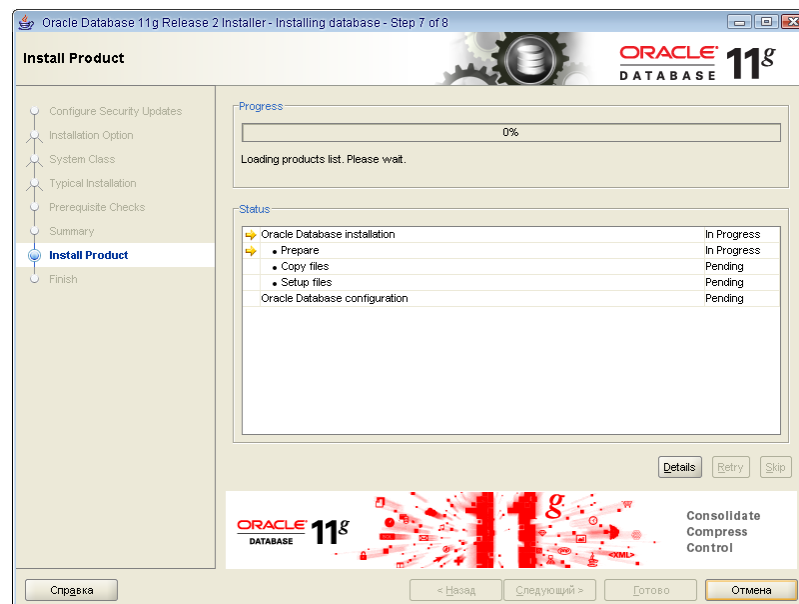 Oracle Database 11g Release 2 Installer - Installing database - Step 7 of 8
Install Product
ORACLE
DATABASE 11g
Configure Security Updates
Installation Option
System Class
Typical Installation
Prerequisite Checks
Summary
Install Product
Finish
Progress
0%
Loading products list. Please wait.
Status
Oracle Database installation In Progress
• Prepare In Progress
• Copy files Pending
• Setup files Pending
Oracle Database configuration Pending
Details Retry Skip
ORACLE
DATABASE 11g
11g
<XML>
Consolidate
Compress
Control
Справка < Назад Следующий > Готово Отмена